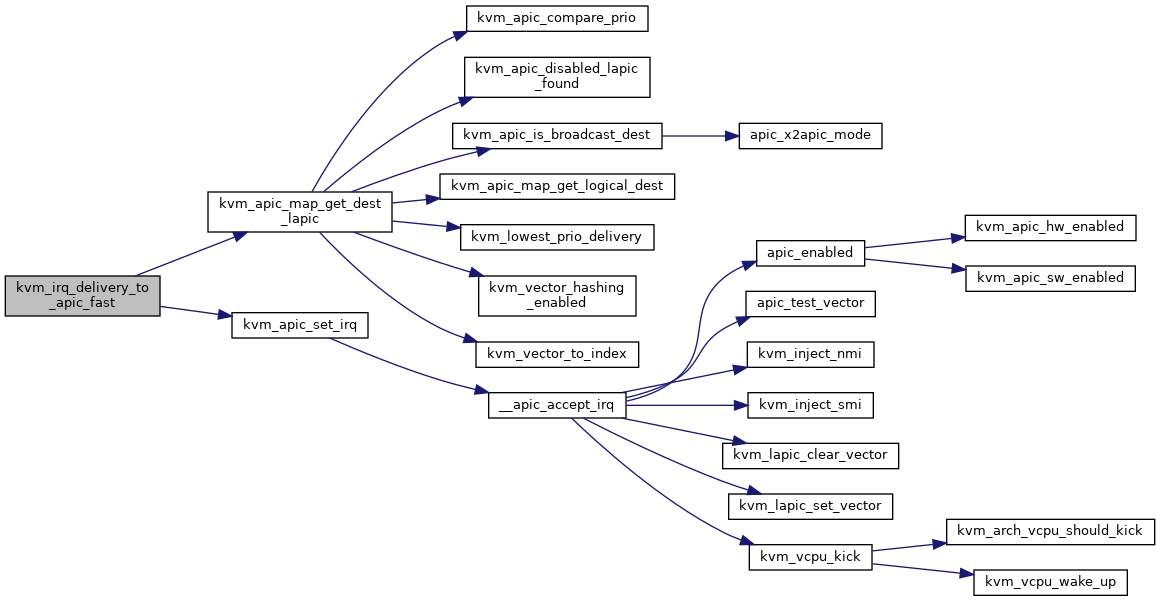 kvm_apic_compare_prio
kvm_apic_disabled_lapic
_found
kvm_apic_is_broadcast_dest
apic_x2apic_mode
kvm_apic_map_get_logical_dest
kvm_apic_map_get_dest
_lapic
kvm_lowest_prio_delivery
kvm_apic_hw_enabled
apic_enabled
kvm_apic_sw_enabled
kvm_irq_delivery_to
_apic_fast
kvm_vector_hashing
_enabled
apic_test_vector
kvm_apic_set_irq
kvm_vector_to_index
kvm_inject_nmi
__apic_accept_irq
kvm_inject_smi
kvm_lapic_clear_vector
kvm_lapic_set_vector
kvm_arch_vcpu_should_kick
kvm_vcpu_kick
kvm_vcpu_wake_up